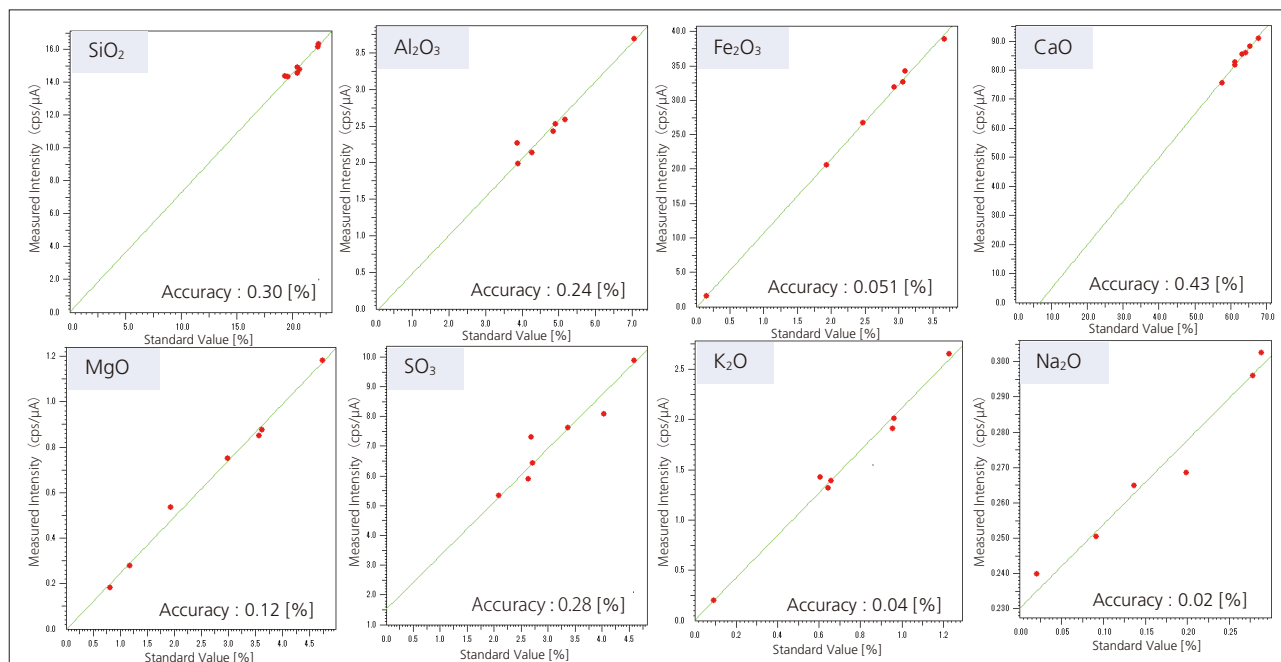 SiO₂
Measured Intensity (cps/μA)
16.0
14.0
12.0
10.0
8.0
6.0
4.0
2.0
0.0
0.0 5.0 10.0 15.0 20.0
Standard Value [%]
Accuracy : 0.30 [%]
Al₂O₃
Measured Intensity (cps/μA)
3.5
3.0
2.5
2.0
1.5
1.0
0.5
0.0
0.0 1.0 2.0 3.0 4.0 5.0 6.0 7.0
Standard Value [%]
Accuracy : 0.24 [%]
Fe₂O₃
Measured Intensity (cps/μA)
40.0
35.0
30.0
25.0
20.0
15.0
10.0
5.0
0.0
0.0 0.5 1.0 1.5 2.0 2.5 3.0 3.5
Standard Value [%]
Accuracy : 0.051 [%]
CaO
Measured Intensity (cps/μA)
90.0
80.0
70.0
60.0
50.0
40.0
30.0
20.0
10.0
0.0
0.0 10.0 20.0 30.0 40.0 50.0 60.0 70.0
Standard Value [%]
Accuracy : 0.43 [%]
MgO
Measured Intensity (cps/μA)
1.2
1.0
0.8
0.6
0.4
0.2
0.0
0.0 0.5 1.0 1.5 2.0 2.5 3.0 3.5 4.0 4.5
Standard Value [%]
Accuracy : 0.12 [%]
SO₃
Measured Intensity (cps/μA)
10.0
9.0
8.0
7.0
6.0
5.0
4.0
3.0
2.0
1.0
0.0 0.5 1.0 1.5 2.0 2.5 3.0 3.5 4.0 4.5
Standard Value [%]
Accuracy : 0.28 [%]
K₂O
Measured Intensity (cps/μA)
2.5
2.0
1.5
1.0
0.5
0.0
0.0 0.2 0.4 0.6 0.8 1.0 1.2
Standard Value [%]
Accuracy : 0.04 [%]
Na₂O
Measured Intensity (cps/μA)
0.300
0.290
0.280
0.270
0.260
0.250
0.240
0.230
0.00 0.05 0.10 0.15 0.20 0.25
Standard Value [%]
Accuracy : 0.02 [%]